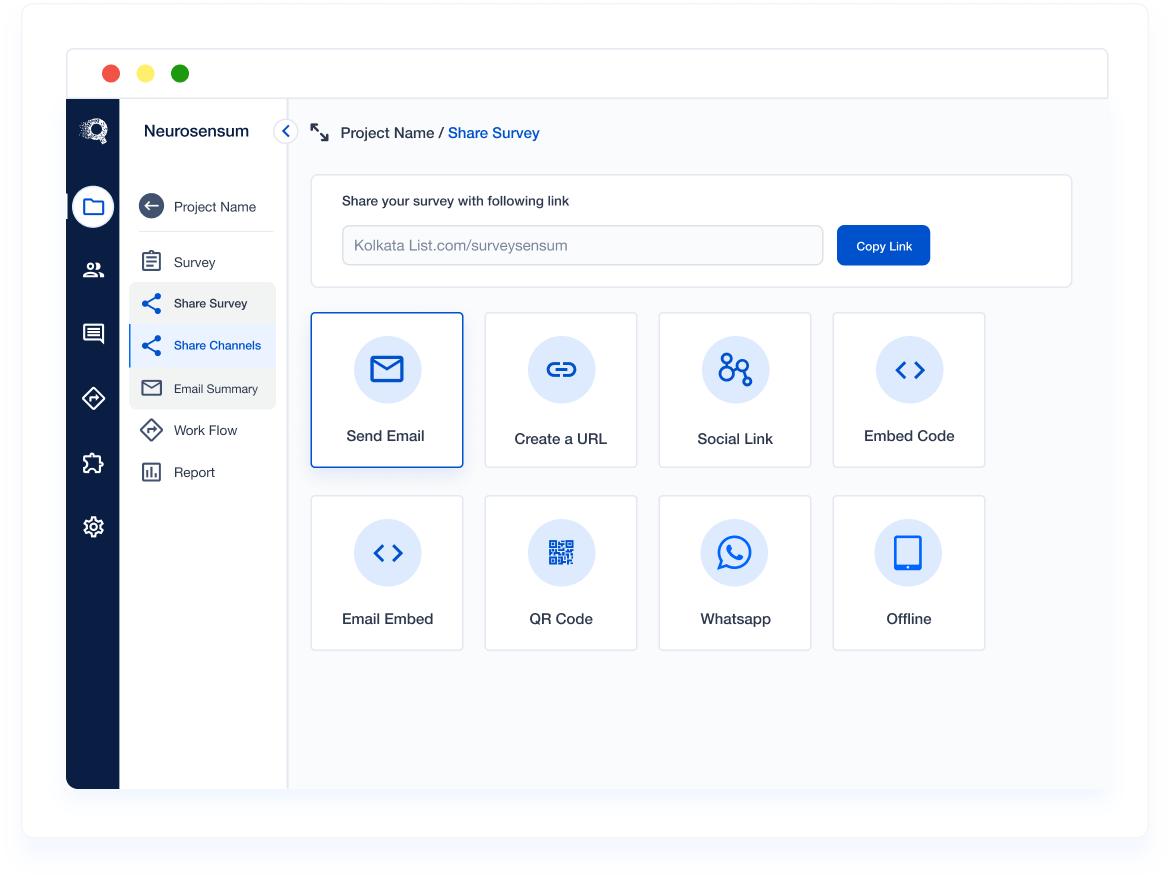 Neurosensum
Project Name / Share Survey
Project Name
Survey
Share Survey
Share Channels
Email Summary
Work Flow
Report
Share your survey with following link
Kolkata List.com/surveysensum
Copy Link
Send Email
Create a URL
Social Link
Embed Code
Email Embed
QR Code
Whatsapp
Offline